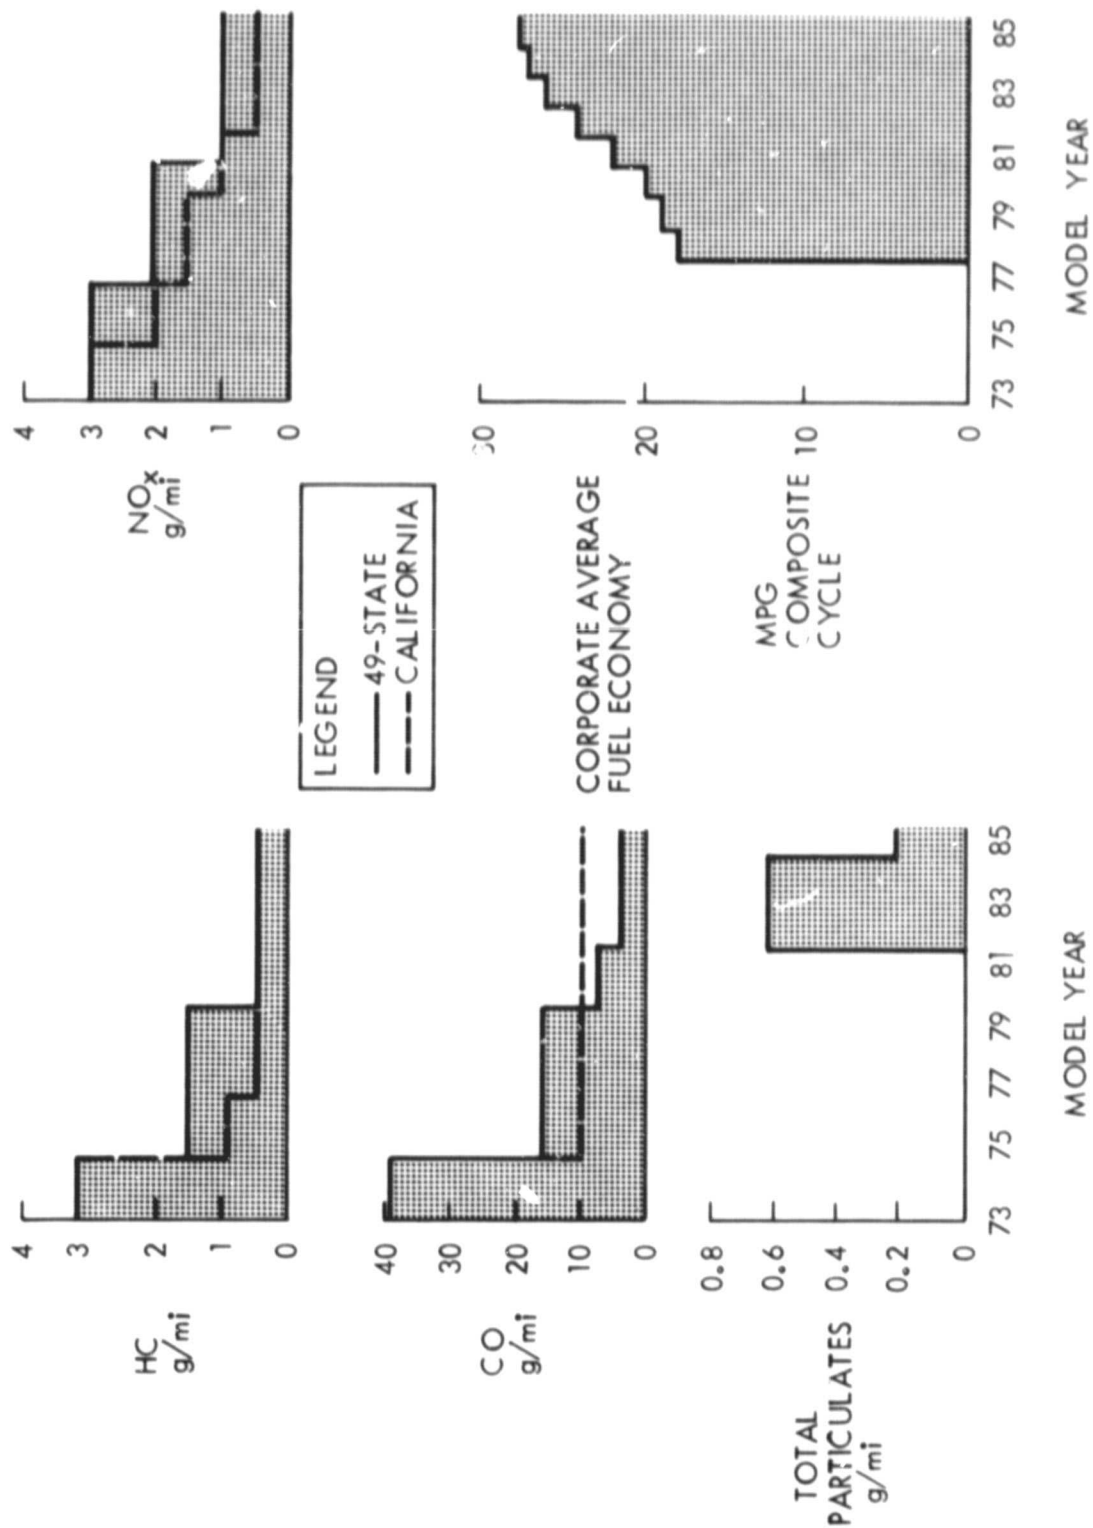 HC
g/mi
4
3
2
1
0
NOx
g/mi
4
3
2
1
0
LEGEND
49-STATE
CALIFORNIA
CO
g/mi
40
30
20
10
0
CORPORATE AVERAGE
FUEL ECONOMY
TOTAL
PARTICULATES
g/mi
0.8
0.6
0.4
0.2
0
73 75 77 79 81 83 85
MODEL YEAR
MPG
COMPOSITE
CYCLE
30
20
10
0
73 75 77 79 81 83 85
MODEL YEAR